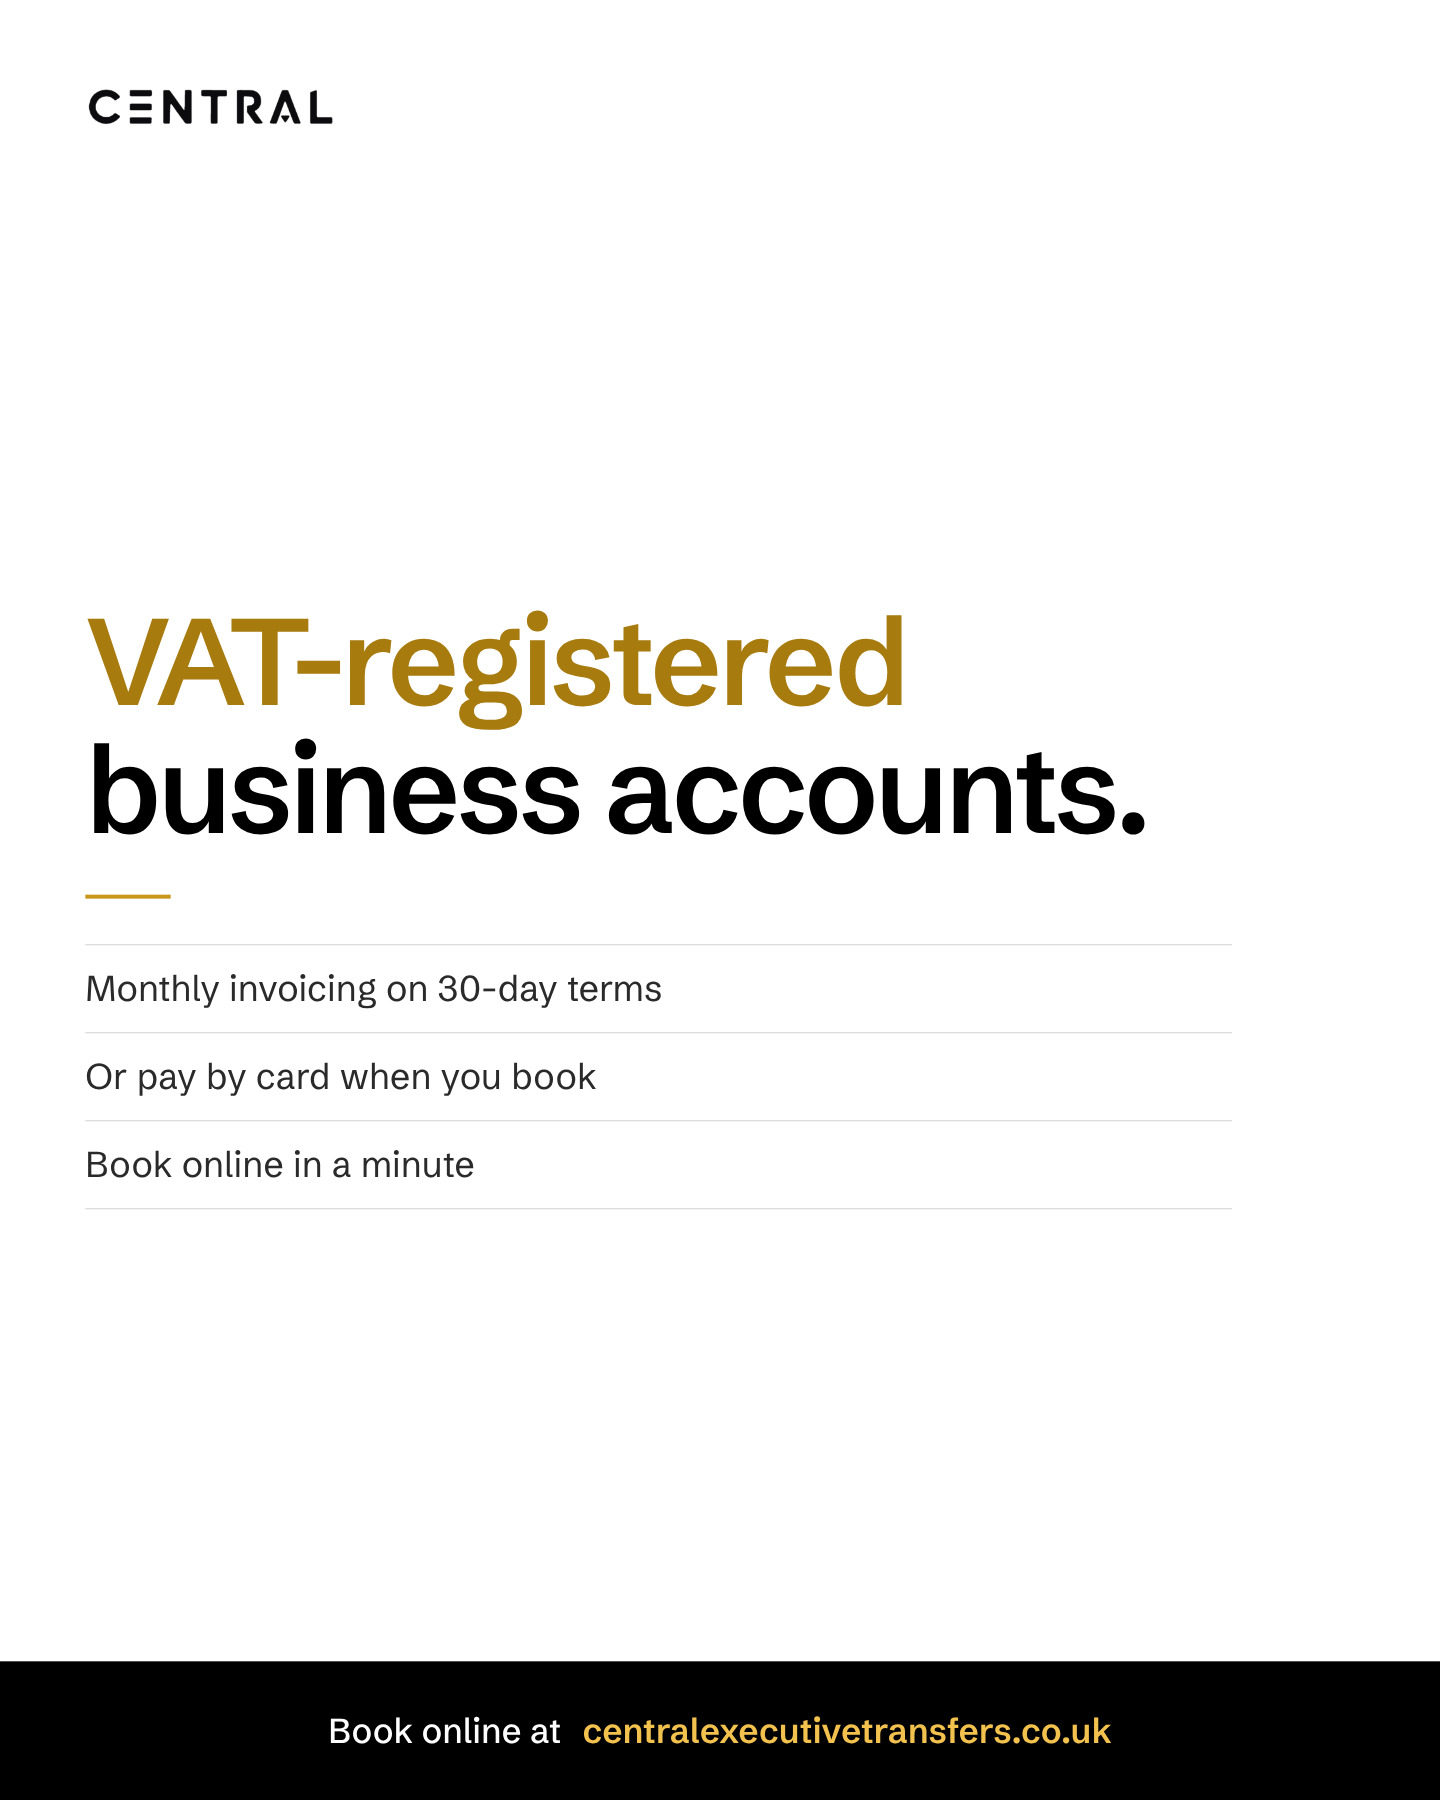 CENTRAL
VAT-registered
business accounts.
Monthly invoicing on 30-day terms
Or pay by card when you book
Book online in a minute
Book online at centralexecutivetransfers.co.uk